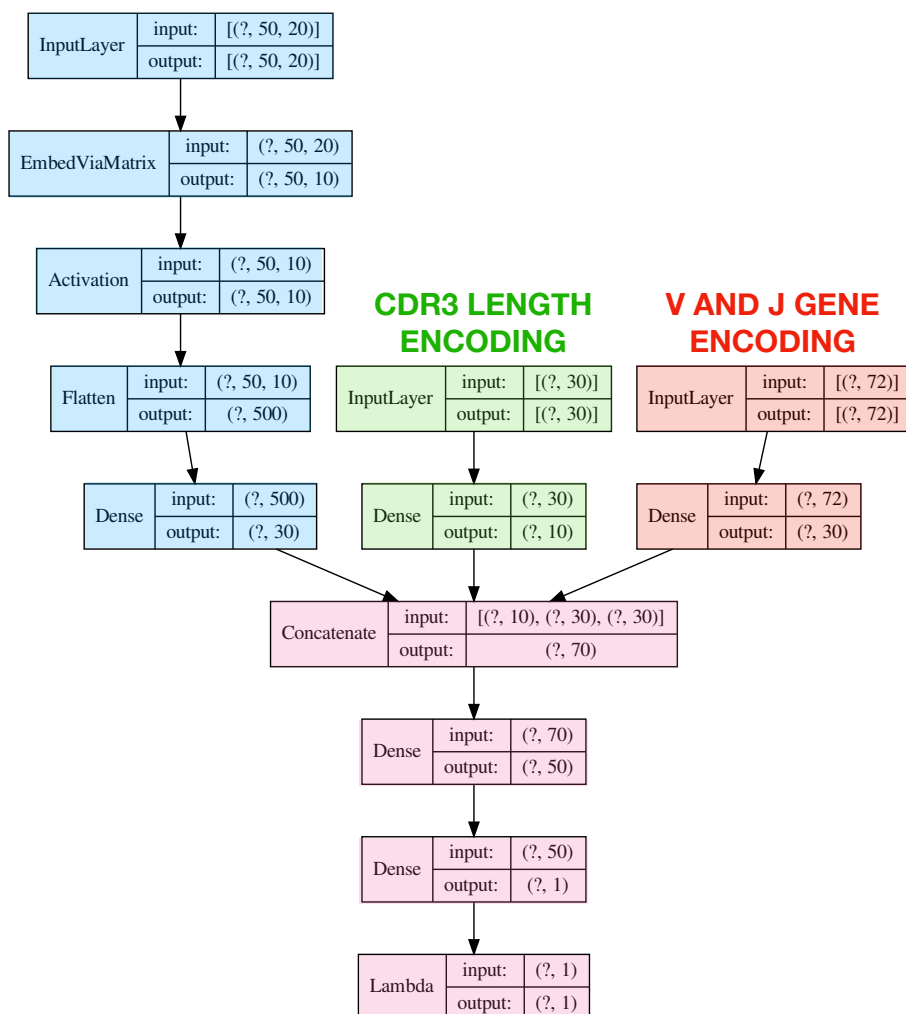 InputLayer input: [(?, 50, 20)]
output: [(?, 50, 20)]
EmbedViaMatrix input: (?, 50, 20)
output: (?, 50, 10)
Activation input: (?, 50, 10)
output: (?, 50, 10)
Flatten input: (?, 50, 10)
output: (?, 500)
Dense input: (?, 500)
output: (?, 30)
CDR3 LENGTH
ENCODING
InputLayer input: [(?, 30)]
output: [(?, 30)]
Dense input: (?, 30)
output: (?, 10)
V AND J GENE
ENCODING
InputLayer input: [(?, 72)]
output: [(?, 72)]
Dense input: (?, 72)
output: (?, 30)
Concatenate input: [(?, 10), (?, 30), (?, 30)]
output: (?, 70)
Dense input: (?, 70)
output: (?, 50)
Dense input: (?, 50)
output: (?, 1)
Lambda input: (?, 1)
output: (?, 1)